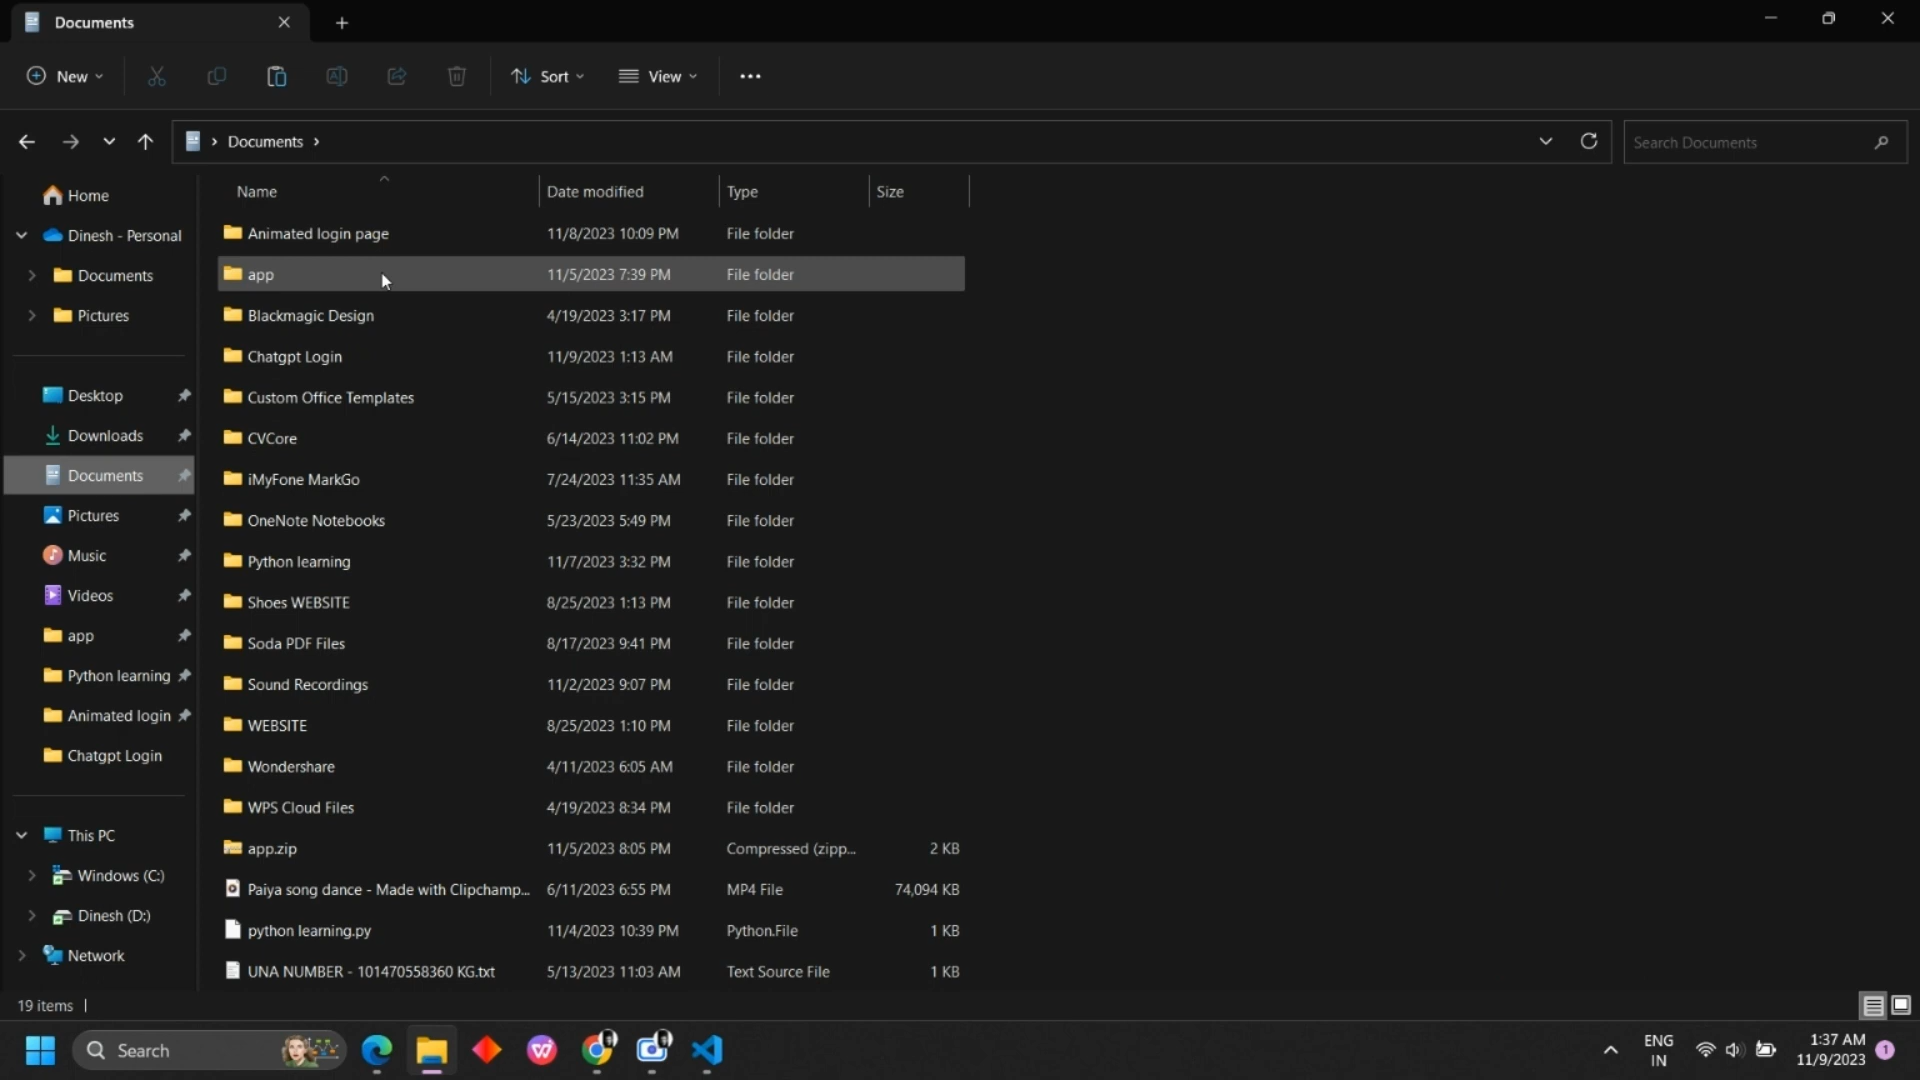 Documents
New
Sort
View
Documents
Search Documents
Home
Dinesh - Personal
Documents
Pictures
Desktop
Downloads
Documents
Pictures
Music
Videos
app
Python learning
Animated login
Chatgpt Login
This PC
Windows (C:)
Dinesh (D:)
Network
Name Date modified Type Size
Animated login page 11/8/2023 10:09 PM File folder
app 11/5/2023 7:39 PM File folder
Blackmagic Design 4/19/2023 3:17 PM File folder
Chatgpt Login 11/9/2023 1:13 AM File folder
Custom Office Templates 5/15/2023 3:15 PM File folder
CVCore 6/14/2023 11:02 PM File folder
iMyFone MarkGo 7/24/2023 11:35 AM File folder
OneNote Notebooks 5/23/2023 5:49 PM File folder
Python learning 11/7/2023 3:32 PM File folder
Shoes WEBSITE 8/25/2023 1:13 PM File folder
Soda PDF Files 8/17/2023 9:41 PM File folder
Sound Recordings 11/2/2023 9:07 PM File folder
WEBSITE 8/25/2023 1:10 PM File folder
Wondershare 4/11/2023 6:05 AM File folder
WPS Cloud Files 4/19/2023 8:34 PM File folder
app.zip 11/5/2023 8:05 PM Compressed (zipp... 2 KB
Paiya song dance - Made with Clipchamp... 6/11/2023 6:55 PM MP4 File 74,094 KB
python learning.py 11/4/2023 10:39 PM Python.File 1 KB
UNA NUMBER - 101470558360 KG.txt 5/13/2023 11:03 AM Text Source File 1 KB
19 items
Search
ENG
IN
1:37 AM
11/9/2023
1